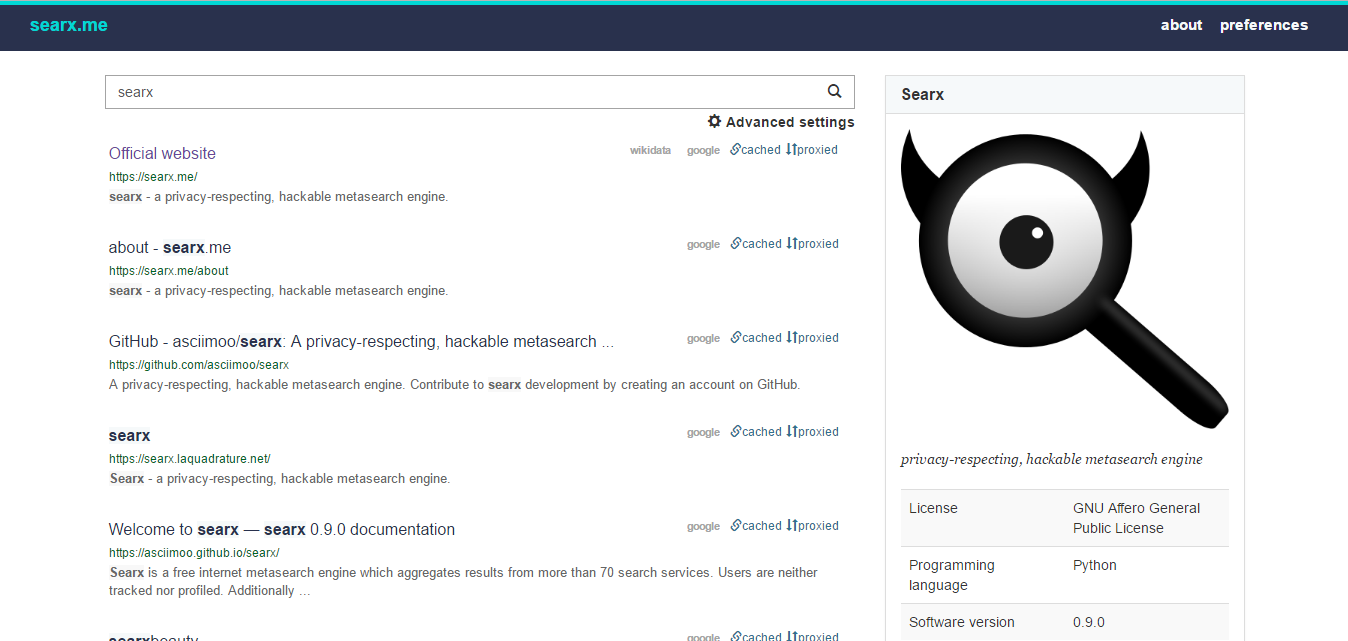 searx.me
about preferences
searx
Advanced settings
Official website
wikidata google cached proxied
https://searx.me/
searx - a privacy-respecting, hackable metasearch engine.
about - searx.me
google cached proxied
https://searx.me/about
searx - a privacy-respecting, hackable metasearch engine.
GitHub - asciimoo/searx: A privacy-respecting, hackable metasearch ...
google cached proxied
https://github.com/asciimoo/searx
A privacy-respecting, hackable metasearch engine. Contribute to searx development by creating an account on GitHub.
searx
google cached proxied
https://searx.laquadrature.net/
Searx - a privacy-respecting, hackable metasearch engine.
Welcome to searx — searx 0.9.0 documentation
google cached proxied
https://asciimoo.github.io/searx/
Searx is a free internet metasearch engine which aggregates results from more than 70 search services. Users are neither
tracked nor profiled. Additionally ...
searxbeauty
google cached proxied
Searx
privacy-respecting, hackable metasearch engine
License GNU Affero General
Public License
Programming Python
language
Software version 0.9.0